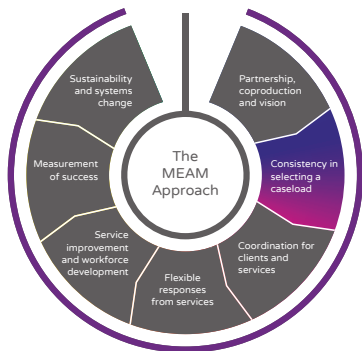 The
MEAM
Approach
Partnership,
coproduction
and vision
Consistency in
selecting a
caseload
Coordination for
clients and
services
Flexible
responses
from services
Service
improvement
and workforce
development
Measurement
of success
Sustainability
and systems
change